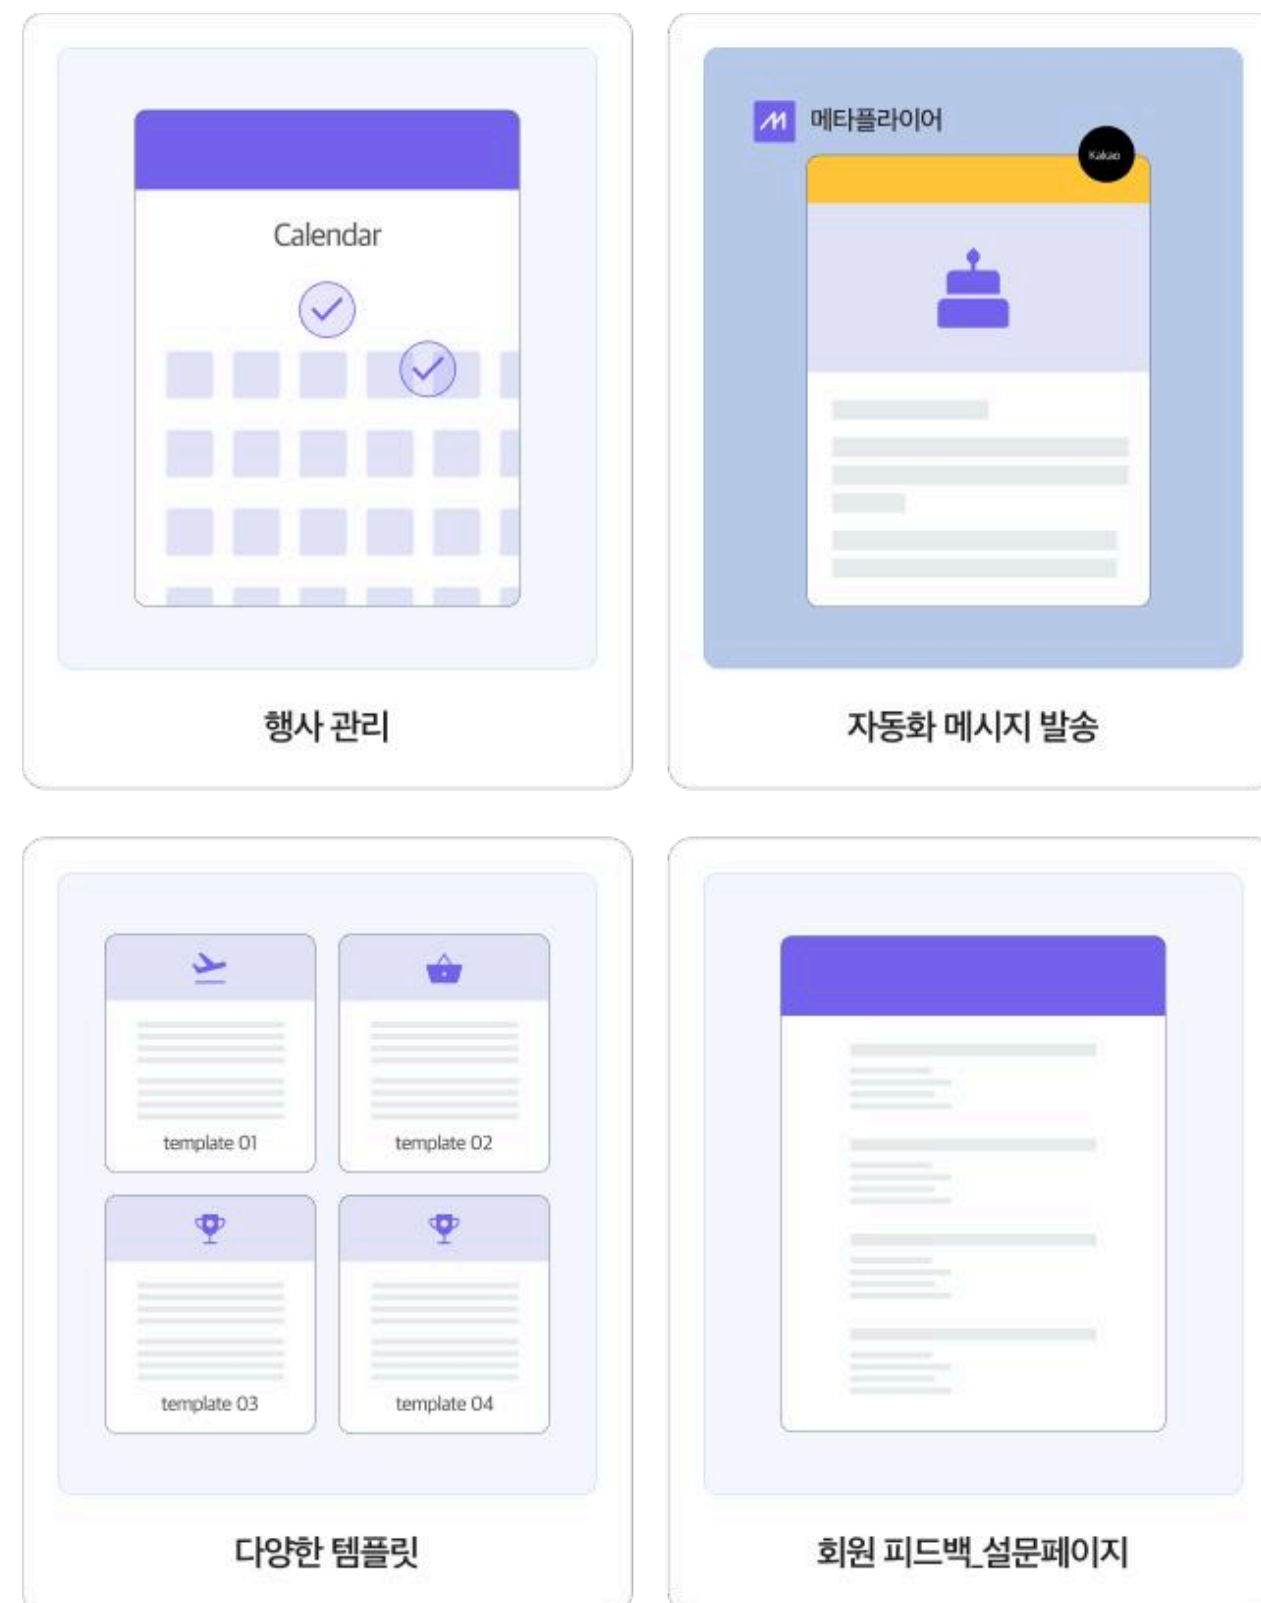 Calendar
행사 관리
메타플라이어
Kakao
자동화 메시지 발송
template 01
template 02
template 03
template 04
다양한 템플릿
회원 피드백_설문페이지